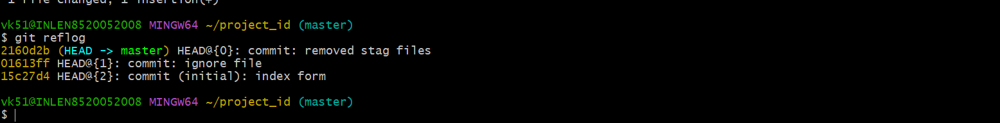 1 file changed, 1 insertion(+)
vk51@INLEN8520052008 MINGW64 ~/project_id (master)
$ git reflog
2160d2b (HEAD -> master) HEAD@{0}: commit: removed stag files
01613ff HEAD@{1}: commit: ignore file
15c27d4 HEAD@{2}: commit (initial): index form
vk51@INLEN8520052008 MINGW64 ~/project_id (master)
$